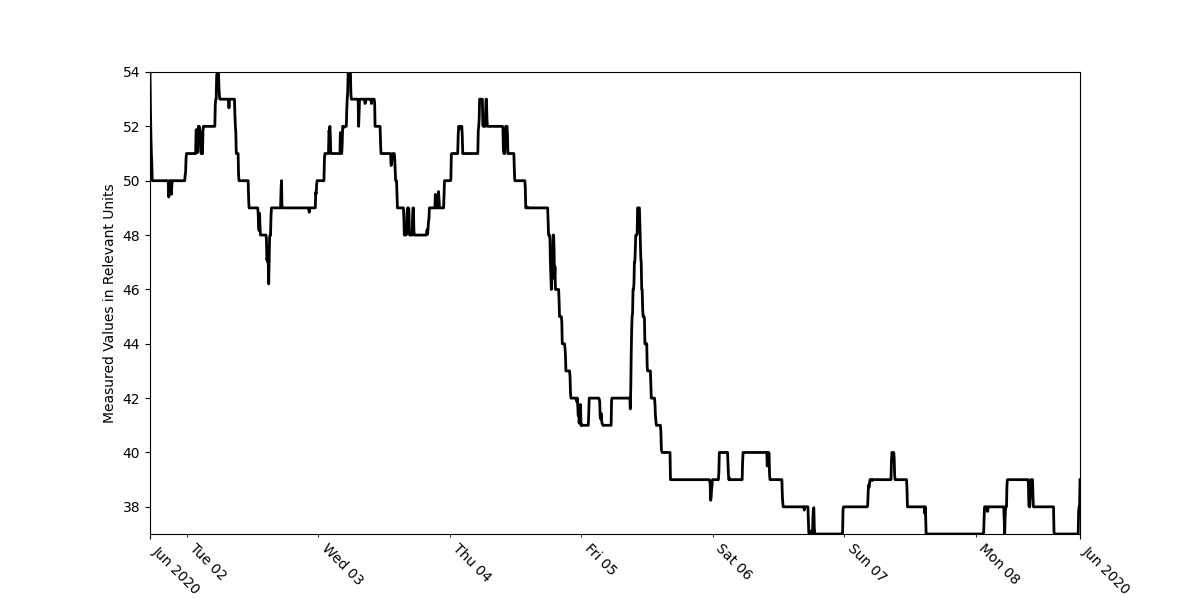 54
52
50
48
46
44
42
40
38
Measured Values in Relevant Units
Jun 2020
Tue 02
Wed 03
Thu 04
Fri 05
Sat 06
Sun 07
Mon 08
Jun 2020